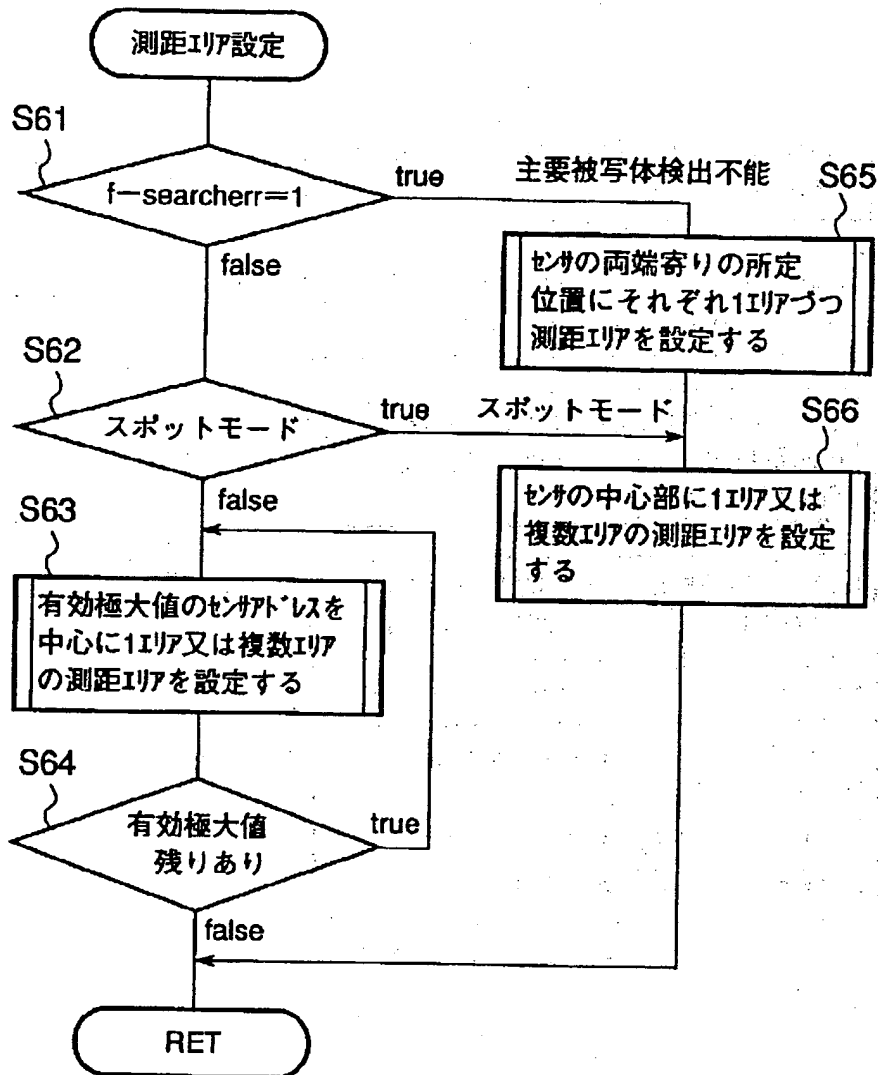 測距ｴﾘｱ設定
S61
f－searcherr＝1
true
主要被写体検出不能
S65
false
ｾﾝｻの両端寄りの所定
位置にそれぞれ1ｴﾘｱづつ
測距ｴﾘｱを設定する
S62
スポットモード
true
スポットモード
S66
false
ｾﾝｻの中心部に1ｴﾘｱ又は
複数ｴﾘｱの測距ｴﾘｱを設定
する
S63
有効極大値のｾﾝｻｱﾄﾞﾚｽを
中心に1ｴﾘｱ又は複数ｴﾘｱ
の測距ｴﾘｱを設定する
S64
有効極大値
残りあり
true
false
RET